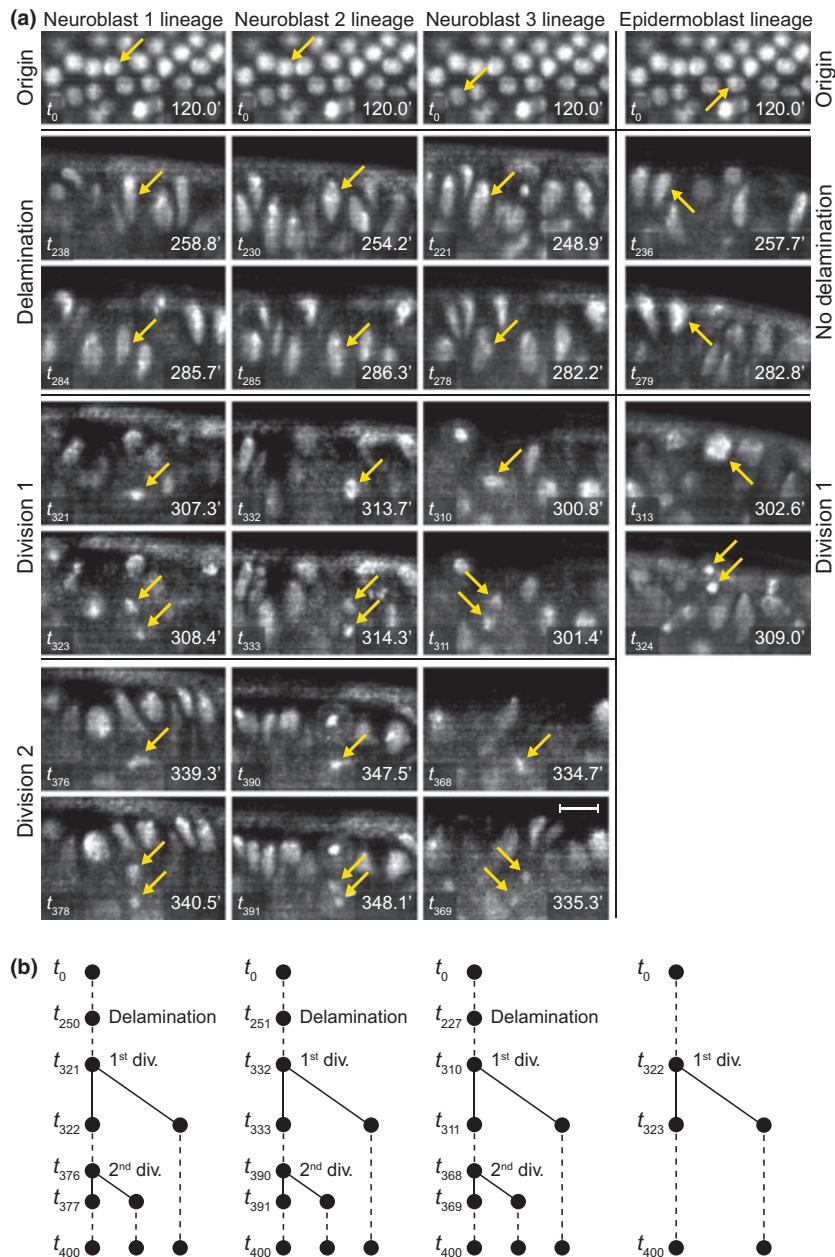 (a) Neuroblast 1 lineage Neuroblast 2 lineage Neuroblast 3 lineage Epidermoblast lineage
Origin
t0 120.0' t0 120.0' t0 120.0' t0 120.0'
Origin
Delamination
t238 258.8' t230 254.2' t221 248.9' t236 257.7'
t284 285.7' t285 286.3' t278 282.2' t279 282.8'
No delamination
Division 1
t321 307.3' t332 313.7' t310 300.8' t313 302.6'
t323 308.4' t333 314.3' t311 301.4' t324 309.0'
Division 1
Division 2
t376 339.3' t390 347.5' t368 334.7'
t378 340.5' t391 348.1' t369 335.3'
(b)
t0 t0 t0 t0
t250 Delamination t251 Delamination t227 Delamination
t321 1st div. t332 1st div. t310 1st div. t322 1st div.
t322 t333 t311 t323
t376 2nd div. t390 2nd div. t368 2nd div.
t377 t391 t369
t400 t400 t400 t400